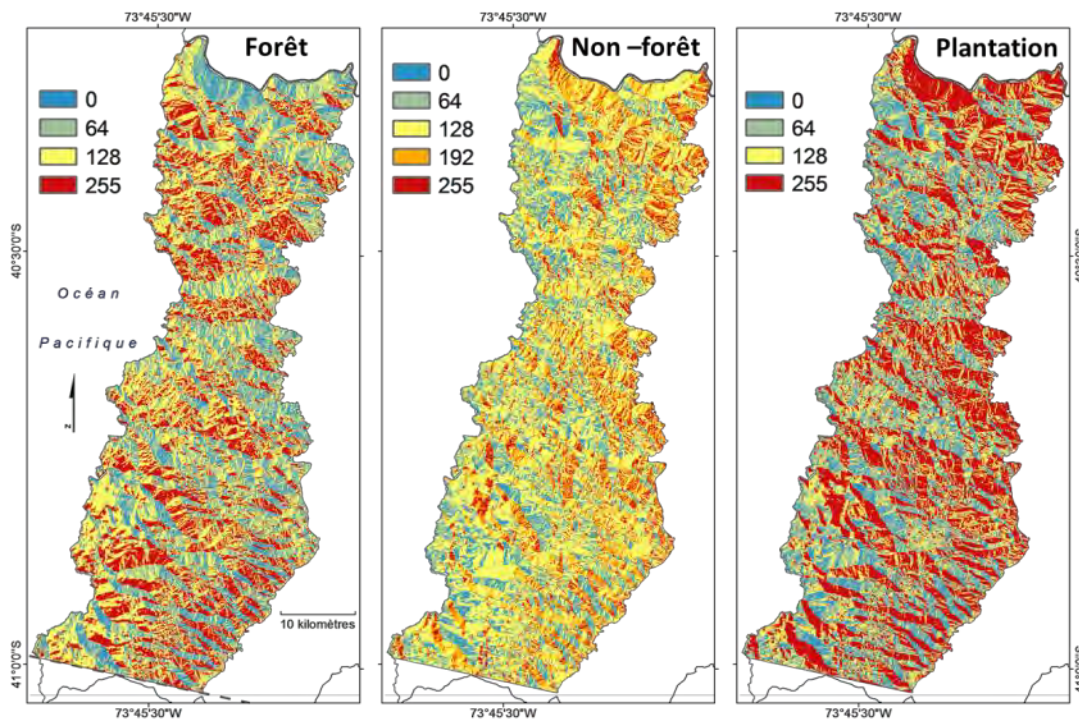 73°45'30"W
73°45'30"W
73°45'30"W
Forêt
0
64
128
255
Non –forêt
0
64
128
192
255
Plantation
0
64
128
255
40°30'0"S
Océan
Pacifique
z
10 kilomètres
41°0'0"S
73°45'30"W
73°45'30"W
73°45'30"W